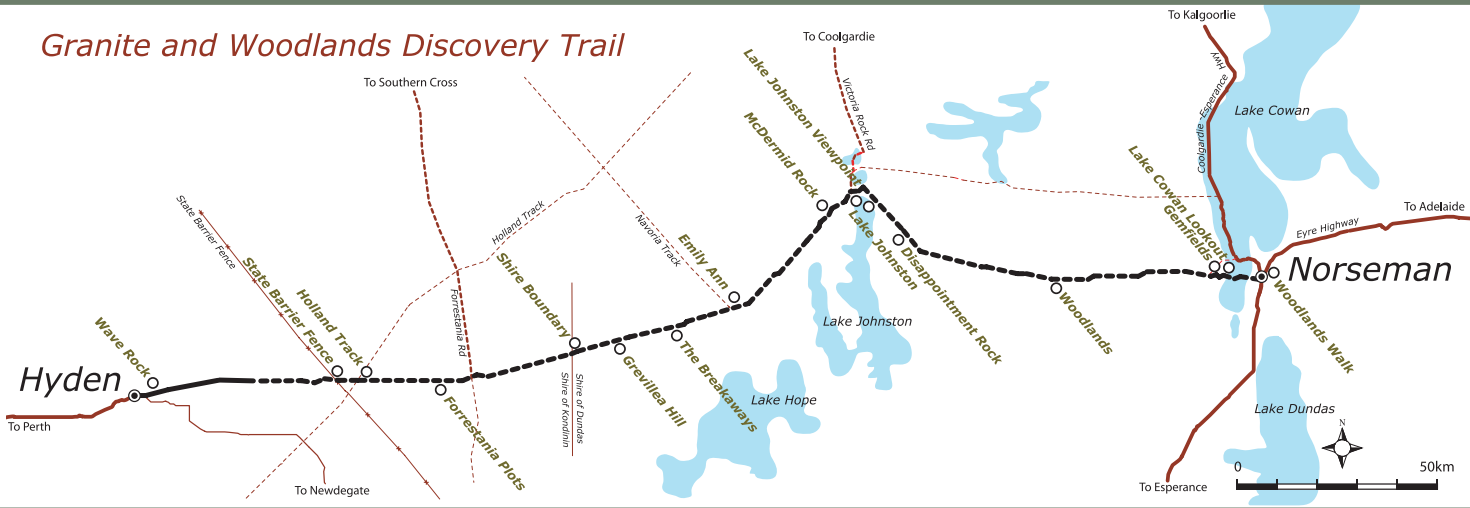 Granite and Woodlands Discovery Trail
To Kalgoorlie
To Coolgardie
To Southern Cross
Coolgardie - Esperance Hwy
Lake Cowan
Victoria Rock Rd
Lake Johnston Viewpoint
McDermid Rock
Lake Cowan Lookout
Gemfields
To Adelaide
Eyre Highway
State Barrier Fence
Holland Track
Navoria Track
State Barrier Fence
Holland Track
Shire Boundary
Emily Ann
Lake Johnston
Disappointment Rock
Norseman
Wave Rock
Forrestania Rd
Woodlands
Woodlands Walk
Lake Johnston
Hyden
Grevillea Hill
The Breakaways
Shire of Dundas
Shire of Kondinin
Lake Hope
Lake Dundas
Forrestania Plots
To Perth
N
0
50km
To Newdegate
To Esperance